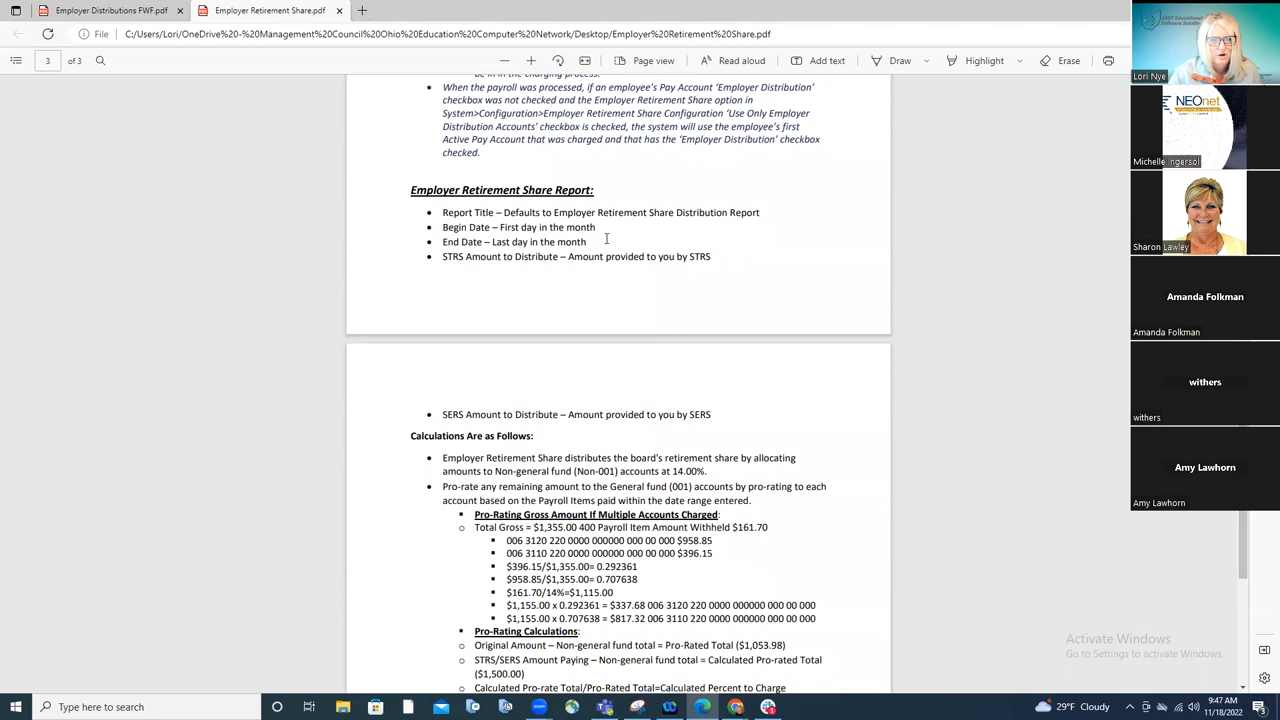 Employer Distributions FWF.pdf
Employer Retirement Share.pdf
File
C:/Users/Lori/OneDrive%20-%20Management%20Council%20Ohio%20Education%20Computer%20Network/Desktop/Employer%20Retirement%20Share.pdf
3 of 3
Page view
Read aloud
Add text
Draw
Highlight
Erase
be in in the charging process.
When the payroll was processed, if an employee's Pay Account 'Employer Distribution'
checkbox was not checked and the Employer Retirement Share option in
System>Configuration>Employer Retirement Share Configuration 'Use Only Employer
Distribution Accounts' checkbox is checked, the system will use the employee's first
Active Pay Account that was charged and that has the 'Employer Distribution' checkbox
checked.
Employer Retirement Share Report:
Report Title – Defaults to Employer Retirement Share Distribution Report
Begin Date – First day in the month
End Date – Last day in the month
STRS Amount to Distribute – Amount provided to you by STRS
SERS Amount to Distribute – Amount provided to you by SERS
Calculations Are as Follows:
Employer Retirement Share distributes the board's retirement share by allocating
amounts to Non-general fund (Non-001) accounts at 14.00%.
Pro-rate any remaining amount to the General fund (001) accounts by pro-rating to each
account based on the Payroll Items paid within the date range entered.
Pro-Rating Gross Amount If Multiple Accounts Charged:
Total Gross = $1,355.00 400 Payroll Item Amount Withheld $161.70
006 3120 220 0000 000000 000 00 000 $958.85
006 3110 220 0000 000000 000 00 000 $396.15
$396.15/$1,355.00= 0.292361
$958.85/$1,355.00= 0.707638
$161.70/14%=$1,115.00
$1,155.00 x 0.292361 = $337.68 006 3120 220 0000 000000 000 00 000
$1,155.00 x 0.707638 = $817.32 006 3110 220 0000 000000 000 00 000
Pro-Rating Calculations:
Original Amount – Non-general fund total = Pro-Rated Total ($1,053.98)
STRS/SERS Amount Paying – Non-general fund total = Calculated Pro-rated Total
($1,500.00)
Calculated Pro-rate Total/Pro-Rated Total=Calculated Percent to Charge
Lori Nye
NEOnet
Michelle Ingersol
Sharon Lawley
Amanda Folkman
Amanda Folkman
withers
withers
Amy Lawhorn
Amy Lawhorn
Activate Windows
Go to Settings to activate Windows.
Type here to search
29°F Cloudy
9:47 AM
11/18/2022